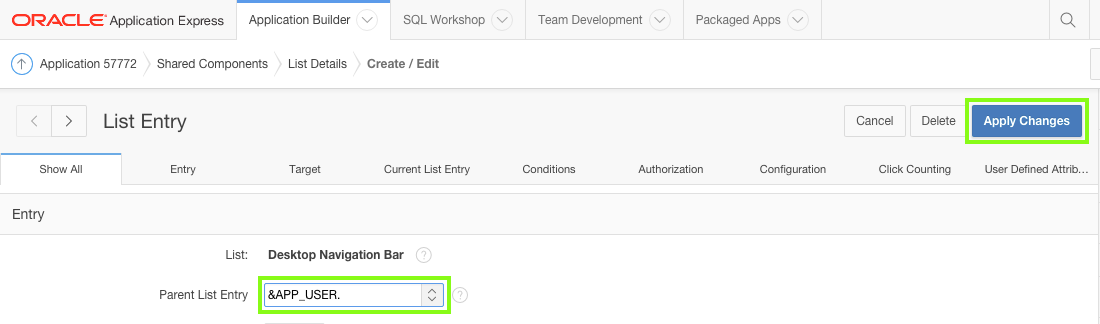 ORACLE Application Express Application Builder SQL Workshop Team Development Packaged Apps
Application 57772 Shared Components List Details Create / Edit
List Entry Cancel Delete Apply Changes
Show All Entry Target Current List Entry Conditions Authorization Configuration Click Counting User Defined Attrib...
Entry
List: Desktop Navigation Bar ?
Parent List Entry &APP_USER. ?